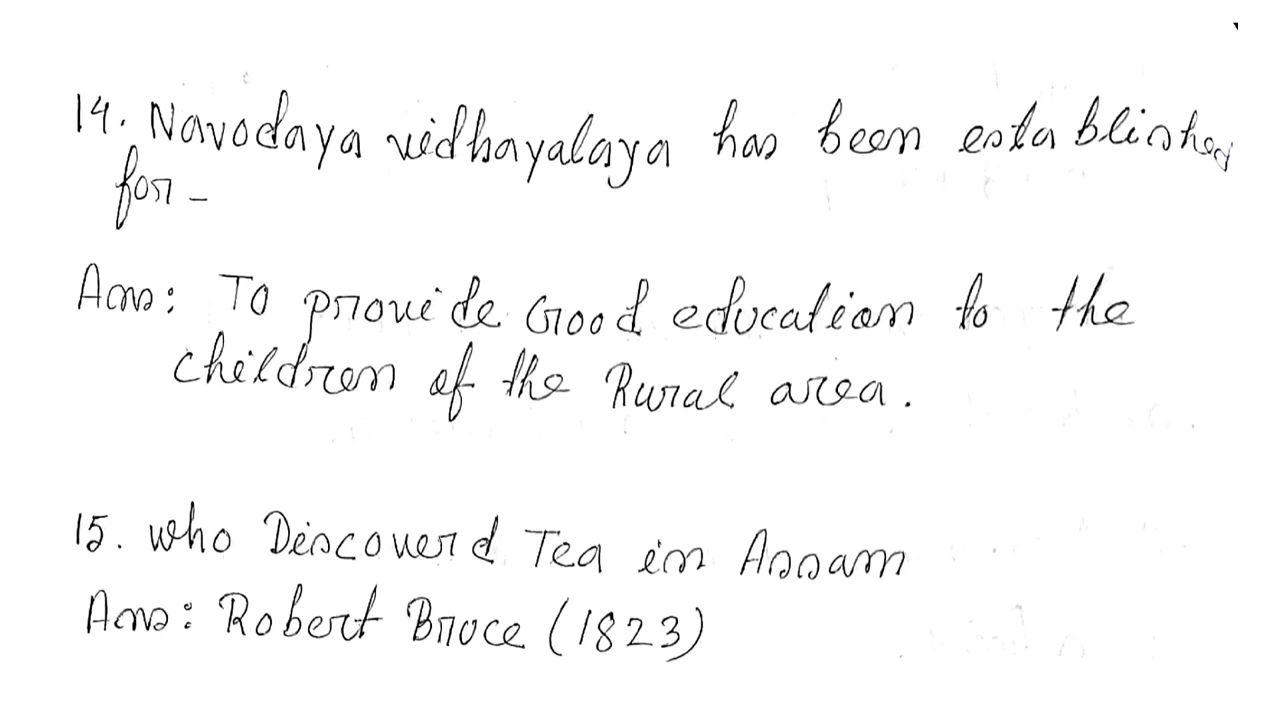 14. Navodaya vidhayalaya has been established
for -
Ans: To provide Good education to the
children of the Rural area.
15. who Discoverd Tea in Assam
Ans: Robert Bruce (1823)